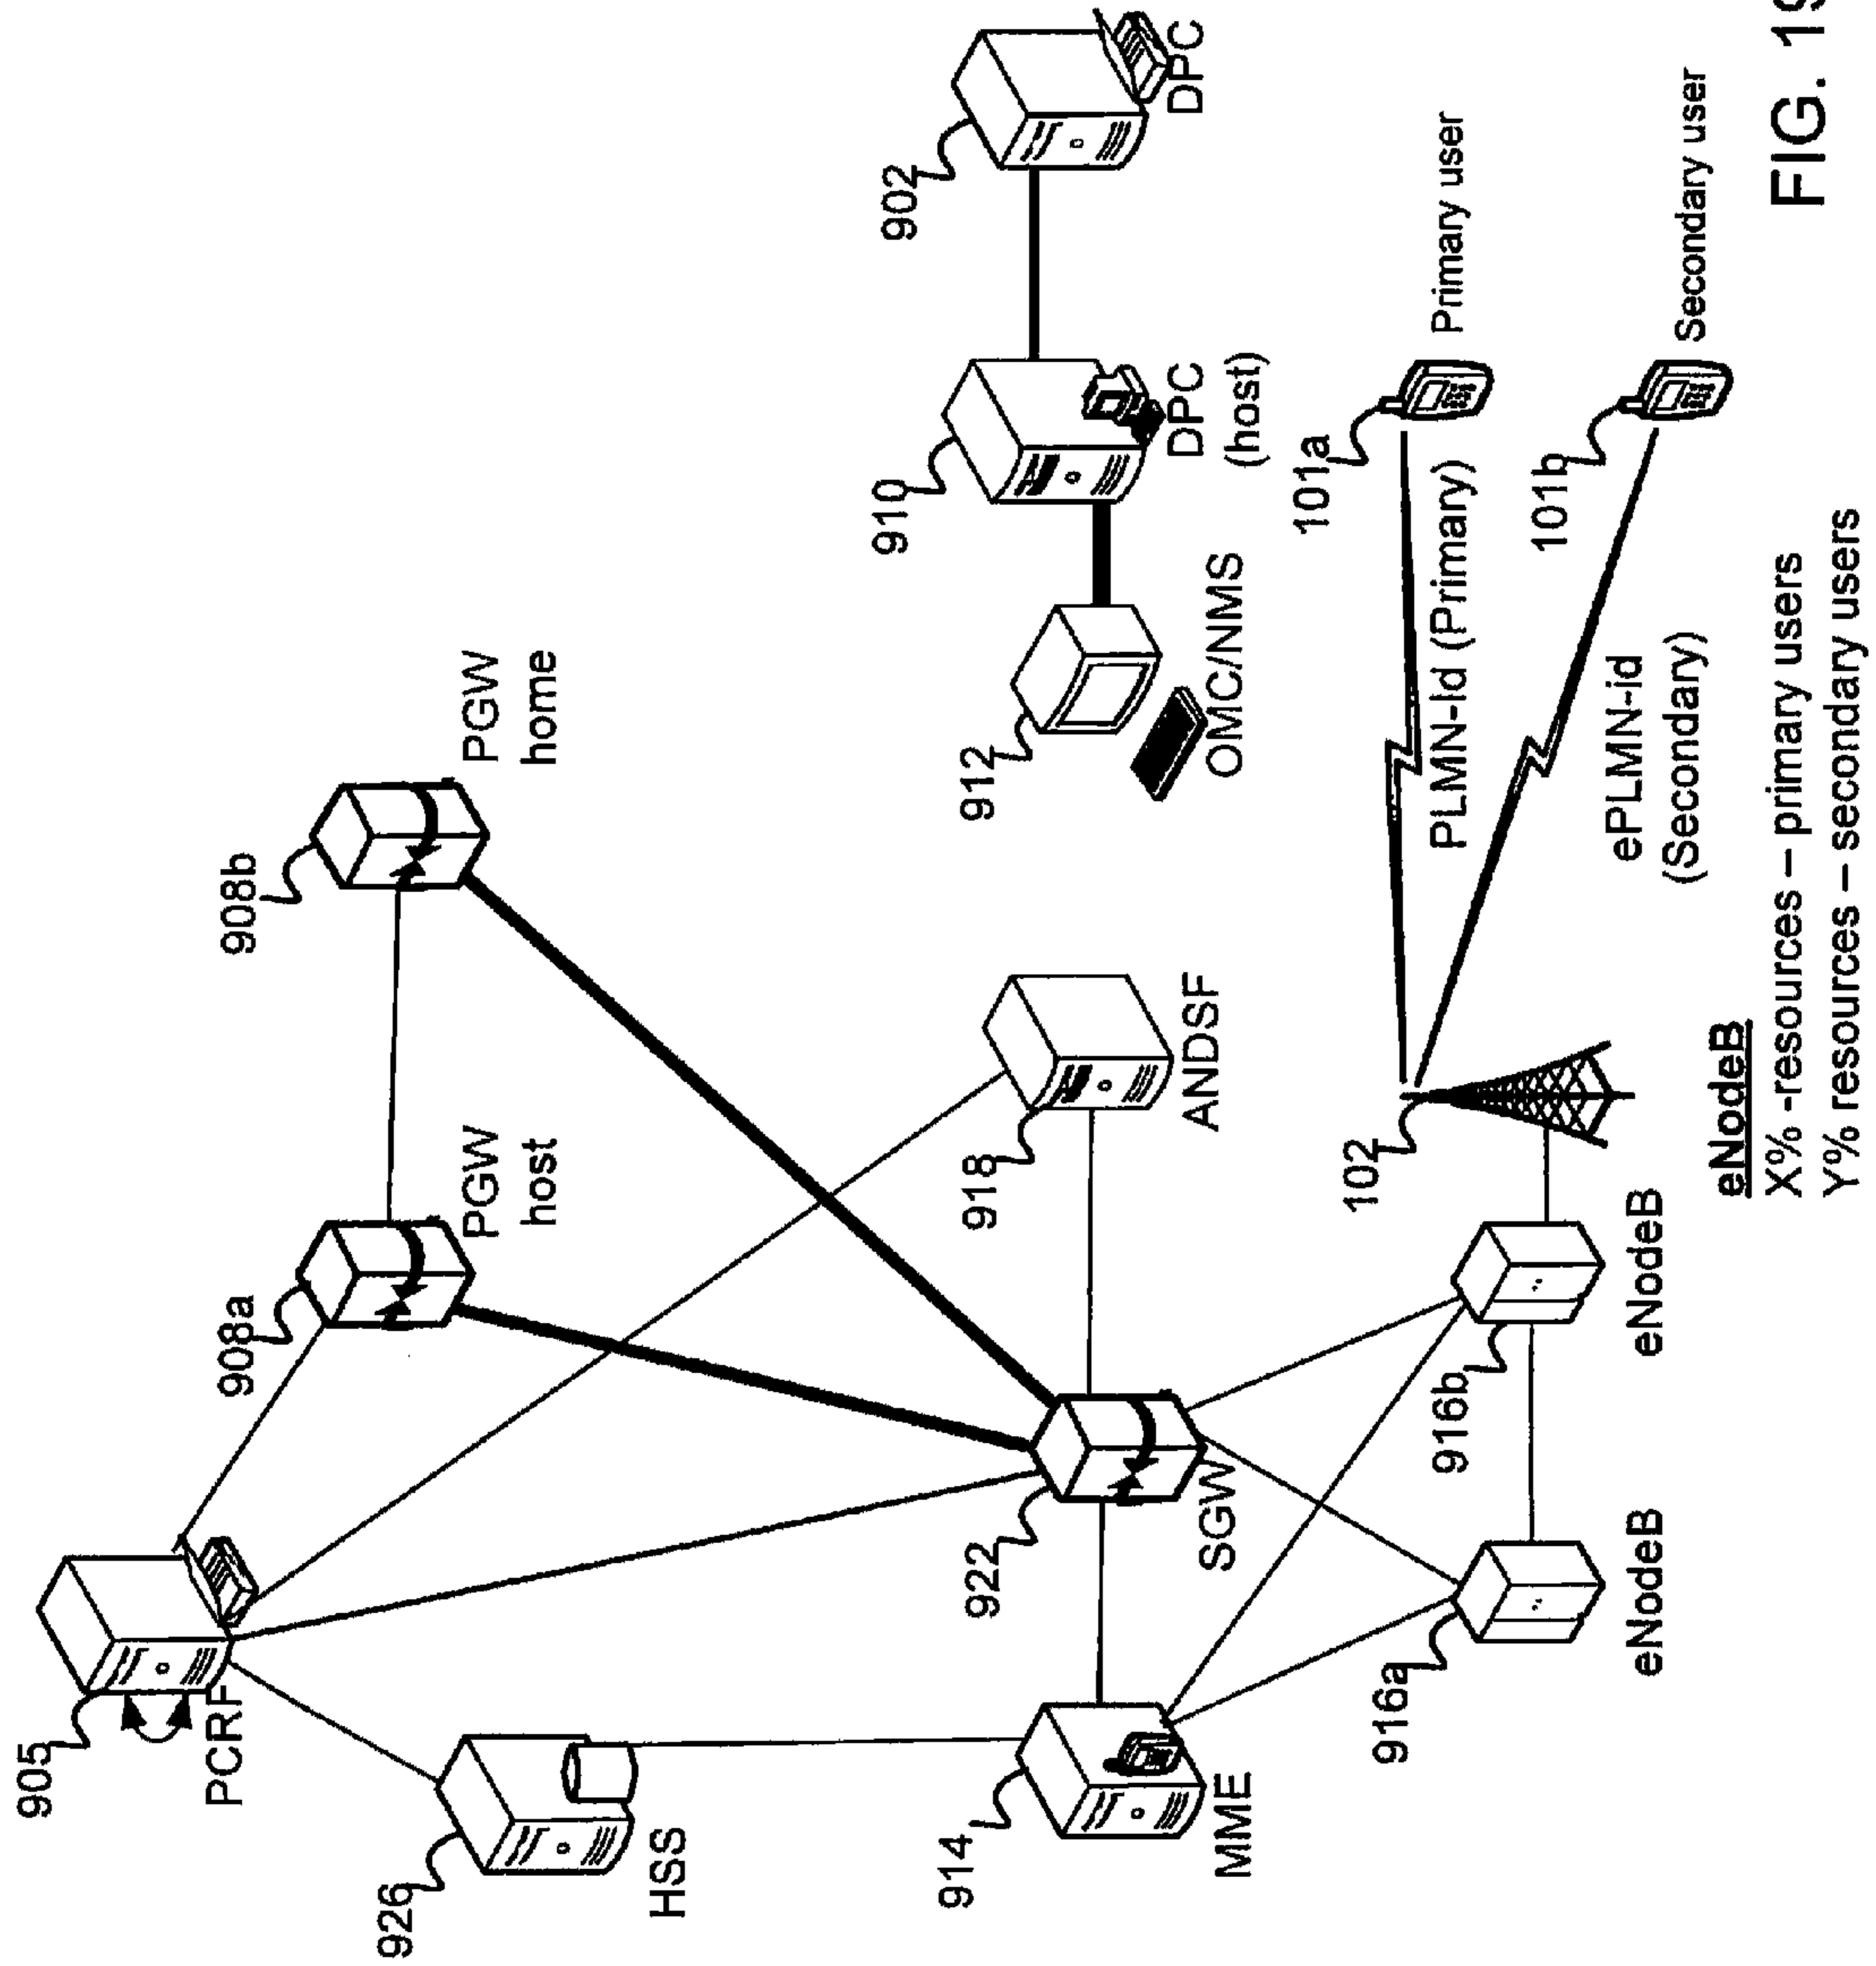 905
PCRF
926
HSS
908a
PGW
host
908b
PGW
home
914
MME
922
SGW
918
ANDSF
912
OMC/NMS
910
DPC
(host)
902
DPC
916a
eNodeB
916b
eNodeB
102
101a
Primary user
PLMN-Id (Primary)
101b
Secondary user
ePLMN-id
(Secondary)
eNodeB
X% -resources – primary users
Y% resources – secondary users
FIG. 19